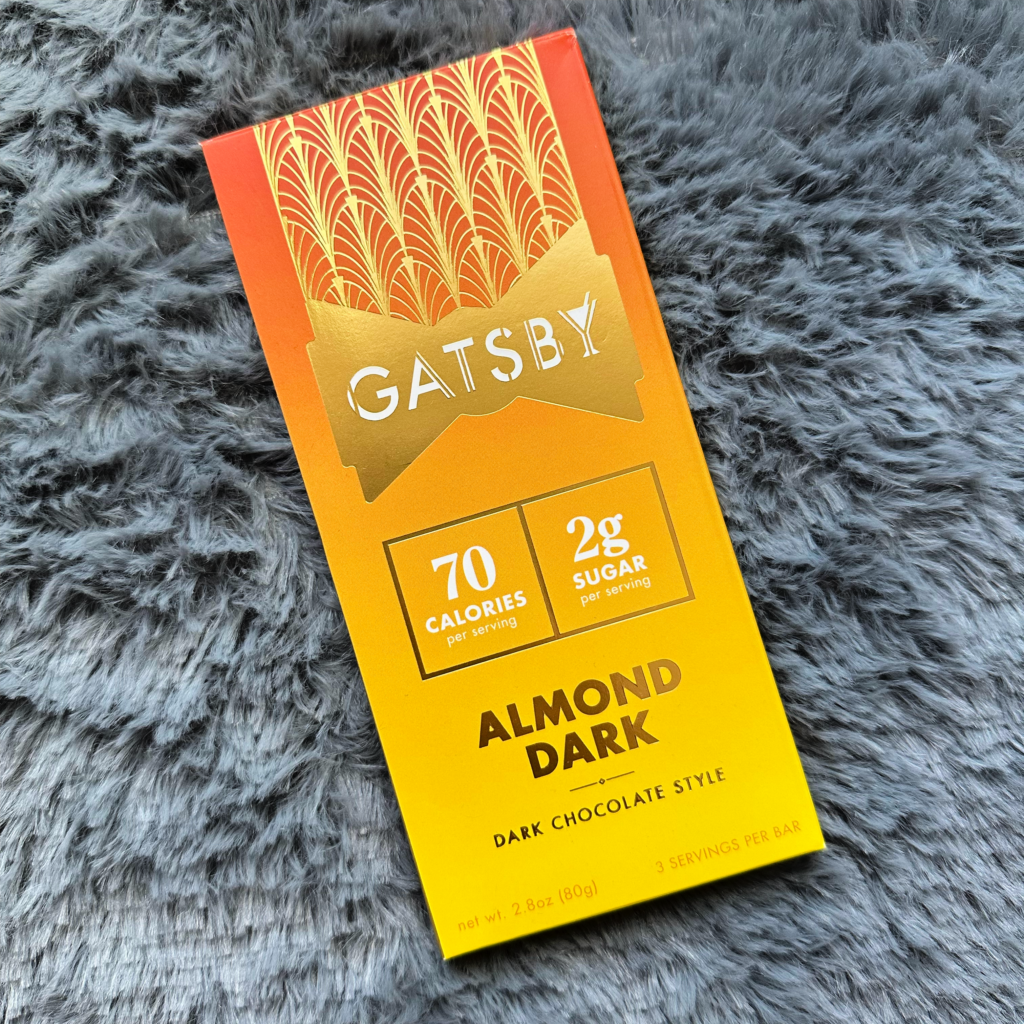 GATSBY
70
CALORIES
per serving
2g
SUGAR
per serving
ALMOND
DARK
DARK CHOCOLATE STYLE
3 SERVINGS PER BAR
net wt. 2.8oz (80g)